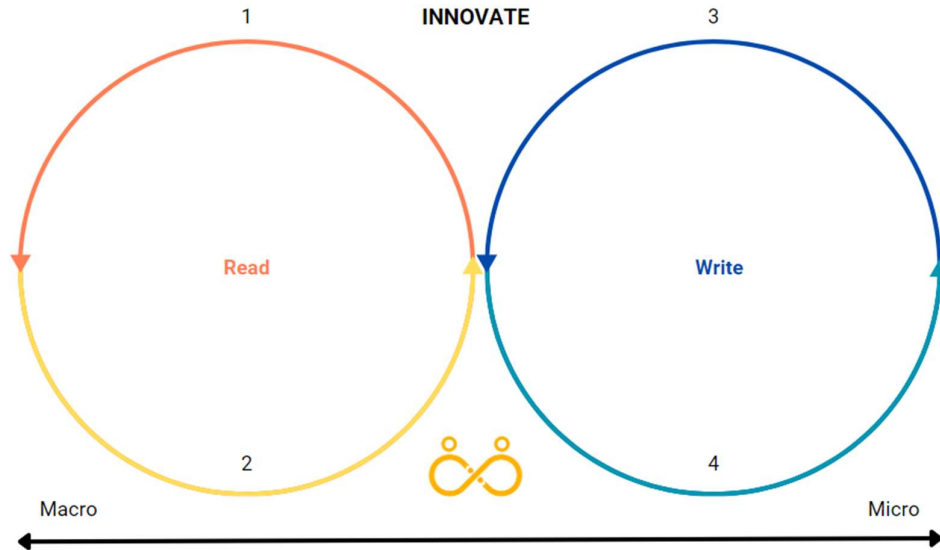 1
INNOVATE
3
Read
Write
2
4
Macro
Micro